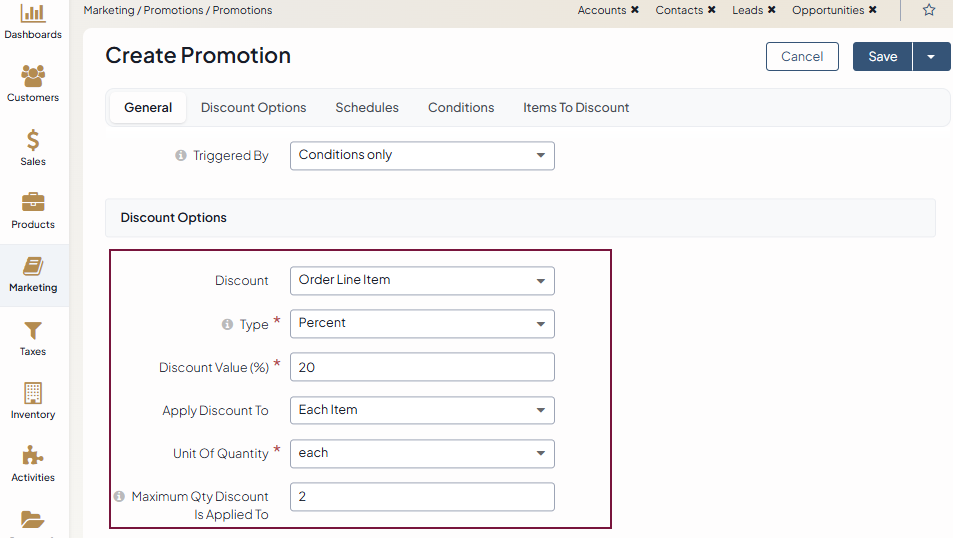 Marketing / Promotions / Promotions
Accounts ✖ Contacts ✖ Leads ✖ Opportunities ✖
Dashboards
Customers
Sales
Products
Marketing
Taxes
Inventory
Activities
Create Promotion
Cancel
Save
General
Discount Options
Schedules
Conditions
Items To Discount
Triggered By
Conditions only
Discount Options
Discount
Order Line Item
Type *
Percent
Discount Value (%) *
20
Apply Discount To
Each Item
Unit Of Quantity *
each
Maximum Qty Discount
Is Applied To
2